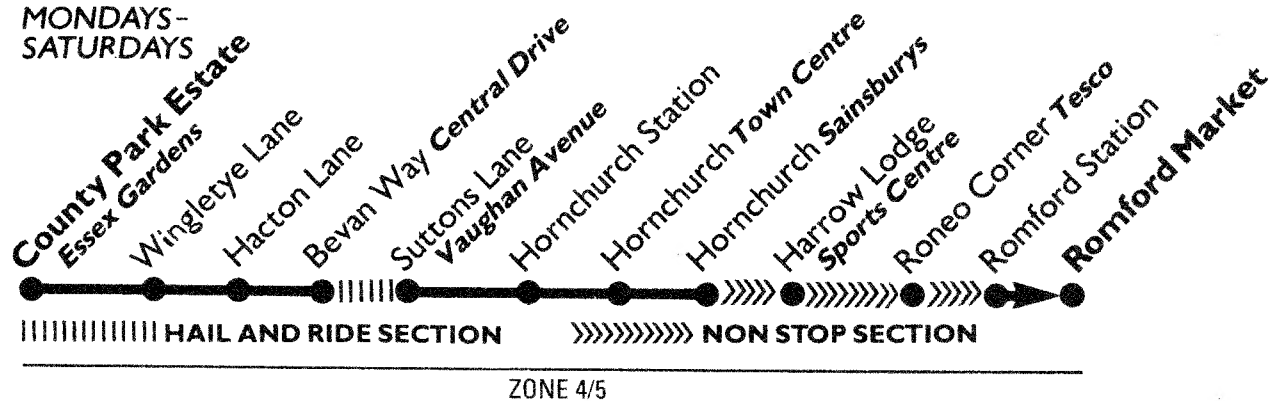 MONDAYS–
SATURDAYS
County Park Estate
Essex Gardens
Wingletye Lane
Hacton Lane
Bevan Way Central Drive
Suttons Lane
Vaughan Avenue
Hornchurch Station
Hornchurch Town Centre
Hornchurch Sainsburys
Harrow Lodge
Sports Centre
Roneo Corner Tesco
Romford Station
Romford Market
HAIL AND RIDE SECTION
NON STOP SECTION
ZONE 4/5